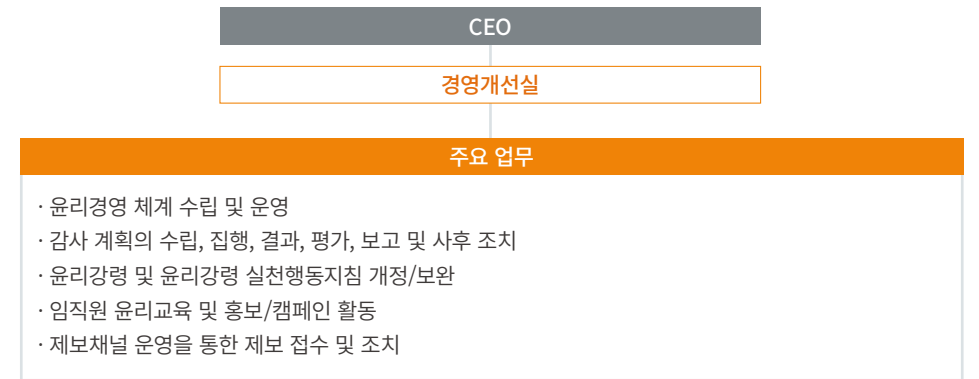 CEO
경영개선실
주요 업무
· 윤리경영 체계 수립 및 운영
· 감사 계획의 수립, 집행, 결과, 평가, 보고 및 사후 조치
· 윤리강령 및 윤리강령 실천행동지침 개정/보완
· 임직원 윤리교육 및 홍보/캠페인 활동
· 제보채널 운영을 통한 제보 접수 및 조치